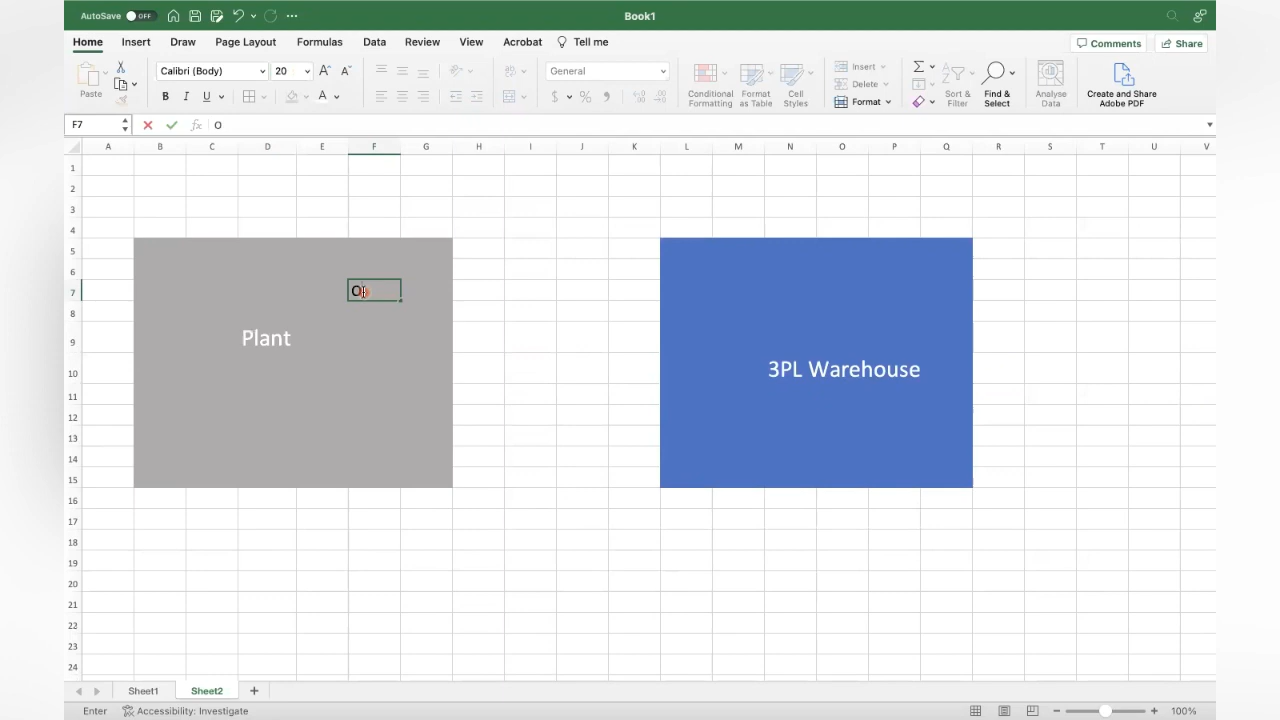 AutoSave OFF Book1
Home Insert Draw Page Layout Formulas Data Review View Acrobat Tell me Comments Share
Paste Calibri (Body) 20 A A General Conditional Formatting Format as Table Cell Styles Insert Delete Format Sort & Filter Find & Select Analyse Data Create and Share Adobe PDF
B I U A $ % ,
F7 fx O
A B C D E F G H I J K L M N O P Q R S T U V
1
2
3
4
5
6
7 O
8
9 Plant
10 3PL Warehouse
11
12
13
14
15
16
17
18
19
20
21
22
23
24
Sheet1 Sheet2
Enter Accessibility: Investigate 100%